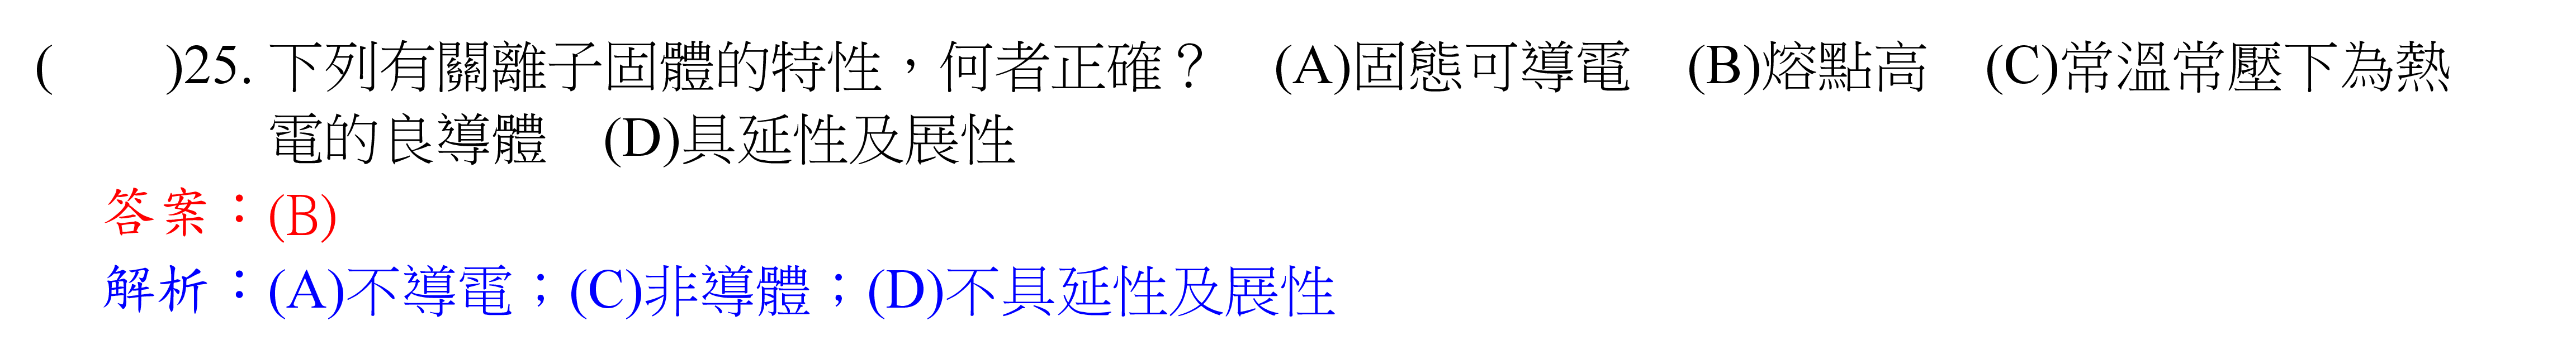 (　　)25. 下列有關離子固體的特性，何者正確？　(A)固態可導電　(B)熔點高　(C)常溫常壓下為熱
電的良導體　(D)具延性及展性
答案：(B)
解析：(A)不導電；(C)非導體；(D)不具延性及展性